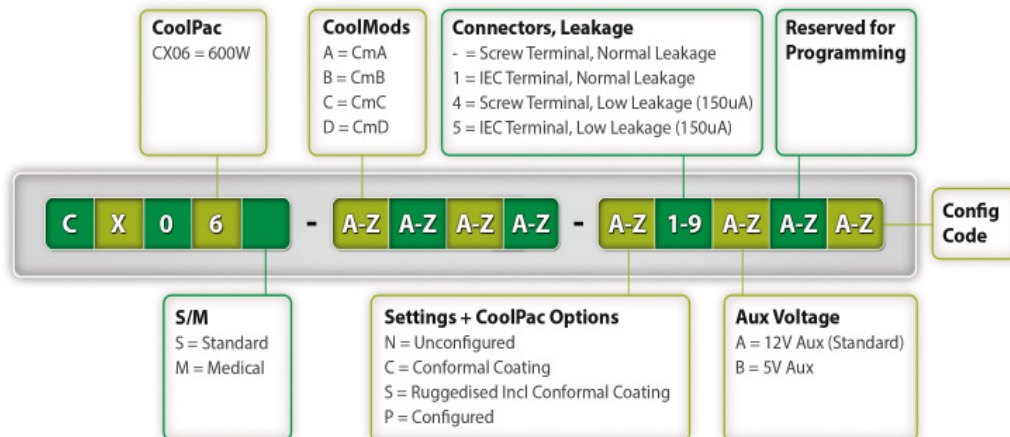 CoolPac
CX06 = 600W
CoolMods
A = CmA
B = CmB
C = CmC
D = CmD
Connectors, Leakage
- = Screw Terminal, Normal Leakage
1 = IEC Terminal, Normal Leakage
4 = Screw Terminal, Low Leakage (150uA)
5 = IEC Terminal, Low Leakage (150uA)
Reserved for
Programming
C X 0 6 - A-Z A-Z A-Z A-Z - A-Z 1-9 A-Z A-Z A-Z
Config
Code
S/M
S = Standard
M = Medical
Settings + CoolPac Options
N = Unconfigured
C = Conformal Coating
S = Ruggedised Incl Conformal Coating
P = Configured
Aux Voltage
A = 12V Aux (Standard)
B = 5V Aux